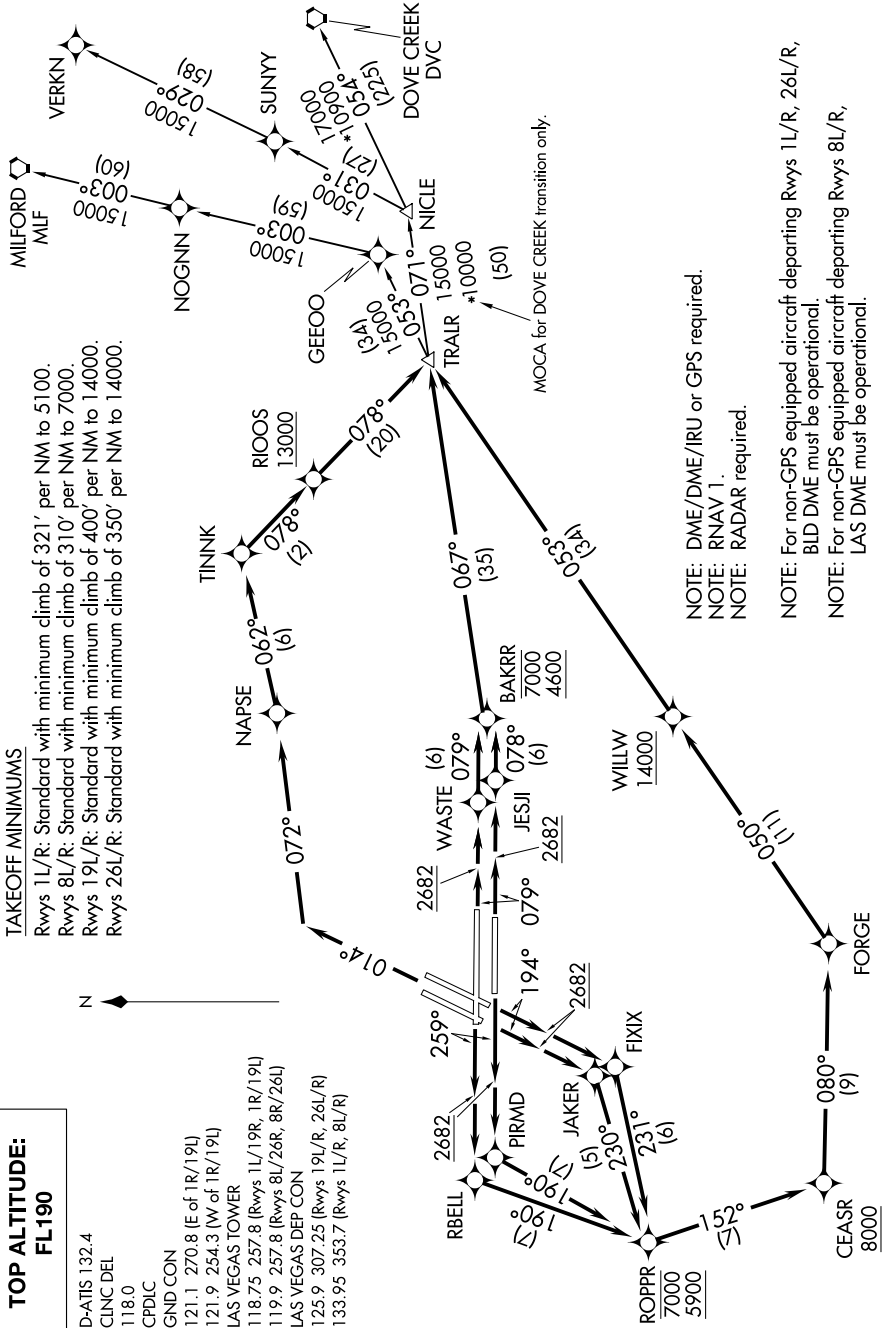 TOP ALTITUDE:
FL190
D-ATIS 132.4
CLNC DEL
118.0
CPDLC
GND CON
121.1 270.8 (E of 1R/19L)
121.9 254.3 (W of 1R/19L)
LAS VEGAS TOWER
118.75 257.8 (Rwys 1L/19R, 1R/19L)
119.9 257.8 (Rwys 8L/26R, 8R/26L)
LAS VEGAS DEP CON
125.9 307.25 (Rwys 19L/R, 26L/R)
133.95 353.7 (Rwys 1L/R, 8L/R)
N
TAKEOFF MINIMUMS
Rwys 1L/R: Standard with minimum climb of 321' per NM to 5100.
Rwys 8L/R: Standard with minimum climb of 310' per NM to 7000.
Rwys 19L/R: Standard with minimum climb of 400' per NM to 14000.
Rwys 26L/R: Standard with minimum climb of 350' per NM to 14000.
MILFORD
MLF
15000
003°
(60)
NOGNN
15000
003°
(59)
GEEOO
VERKN
15000
029°
(58)
SUNYY
15000
031°
(27)
NICLE
DOVE CREEK
DVC
17000
*10900
054°
(225)
(34)
15000
053°
TRALR
071°
15000
*10000
(50)
MOCA for DOVE CREEK transition only.
TINNK
078°
(2)
RIOOS
13000
078°
(20)
NAPSE
062°
(6)
072°
014°
067°
(35)
053°
(34)
WASTE
(6)
079°
BAKRR
7000
4600
JESJI
078°
(6)
2682
2682
079°
194°
2682
259°
2682
RBELL
PIRMD
190°
(7)
190°
(7)
JAKER
FIXIX
(5)
230°
231°
(6)
ROPPR
7000
5900
152°
(7)
CEASR
8000
080°
(9)
FORGE
050°
(11)
WILLW
14000
NOTE: DME/DME/IRU or GPS required.
NOTE: RNAV 1.
NOTE: RADAR required.
NOTE: For non-GPS equipped aircraft departing Rwys 1L/R, 26L/R,
BLD DME must be operational.
NOTE: For non-GPS equipped aircraft departing Rwys 8L/R,
LAS DME must be operational.